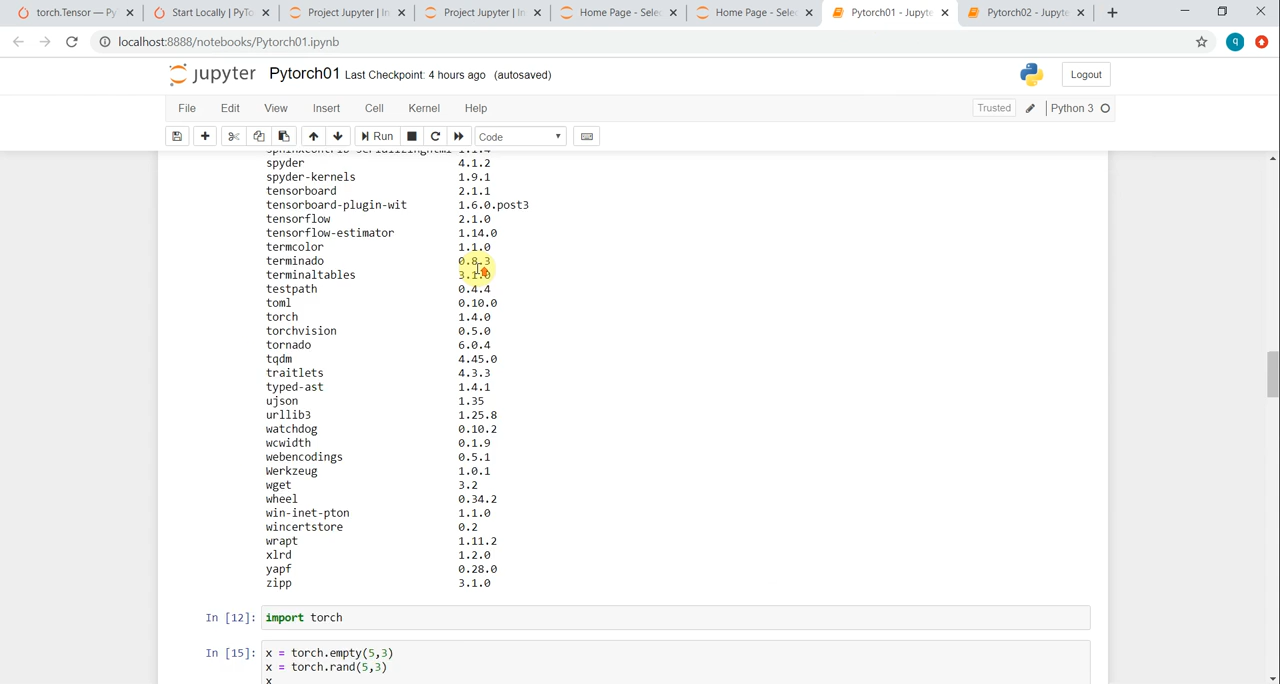 torch.Tensor — Py
Start Locally | PyTo
Project Jupyter | In
Project Jupyter | In
Home Page - Selec
Home Page - Selec
Pytorch01 - Jupyte
Pytorch02 - Jupyte
localhost:8888/notebooks/Pytorch01.ipynb
q
jupyter Pytorch01 Last Checkpoint: 4 hours ago (autosaved)
Logout
File Edit View Insert Cell Kernel Help
Trusted Python 3
Run Code
spyder 4.1.2
spyder-kernels 1.9.1
tensorboard 2.1.1
tensorboard-plugin-wit 1.6.0.post3
tensorflow 2.1.0
tensorflow-estimator 1.14.0
termcolor 1.1.0
terminado 0.8.3
terminaltables 3.1.0
testpath 0.4.4
toml 0.10.0
torch 1.4.0
torchvision 0.5.0
tornado 6.0.4
tqdm 4.45.0
traitlets 4.3.3
typed-ast 1.4.1
ujson 1.35
urllib3 1.25.8
watchdog 0.10.2
wcwidth 0.1.9
webencodings 0.5.1
Werkzeug 1.0.1
wget 3.2
wheel 0.34.2
win-inet-pton 1.1.0
wincertstore 0.2
wrapt 1.11.2
xlrd 1.2.0
yapf 0.28.0
zipp 3.1.0
In [12]: import torch
In [15]: x = torch.empty(5,3)
x = torch.rand(5,3)
x